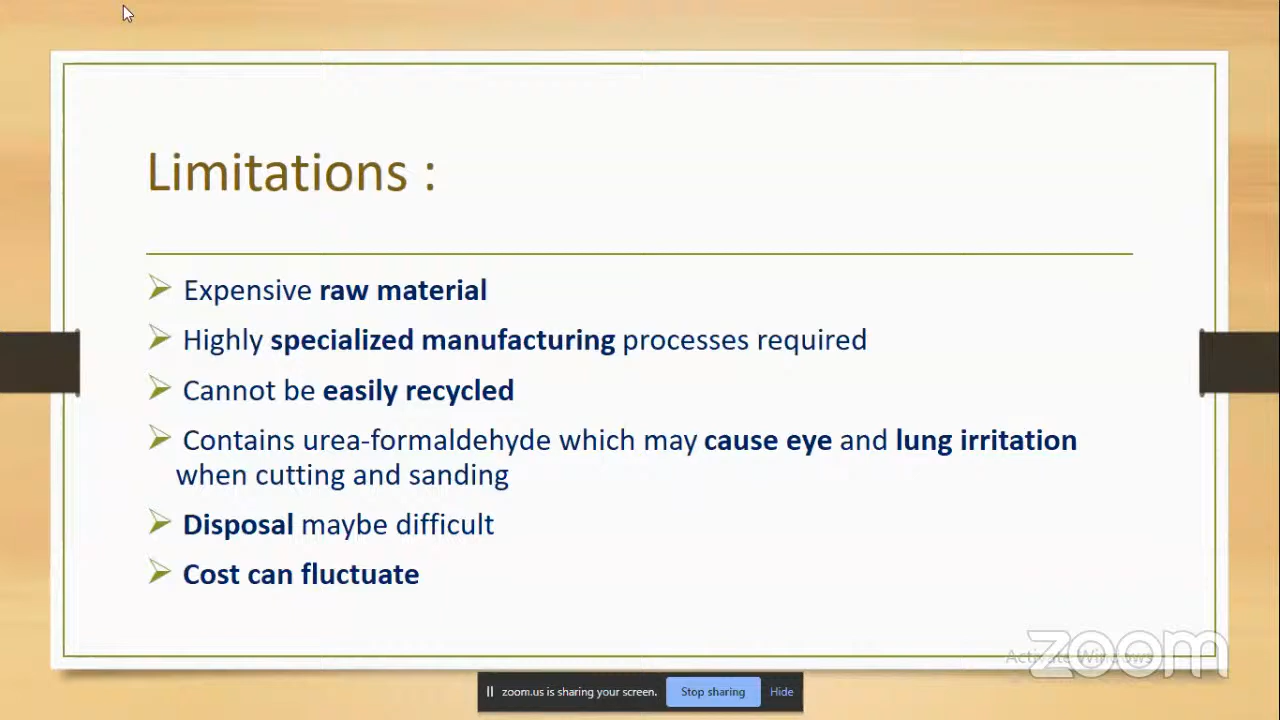 Limitations :
Expensive raw material
Highly specialized manufacturing processes required
Cannot be easily recycled
Contains urea-formaldehyde which may cause eye and lung irritation
when cutting and sanding
Disposal maybe difficult
Cost can fluctuate
Activate Windows
zoom
zoom.us is sharing your screen.
Stop sharing
Hide